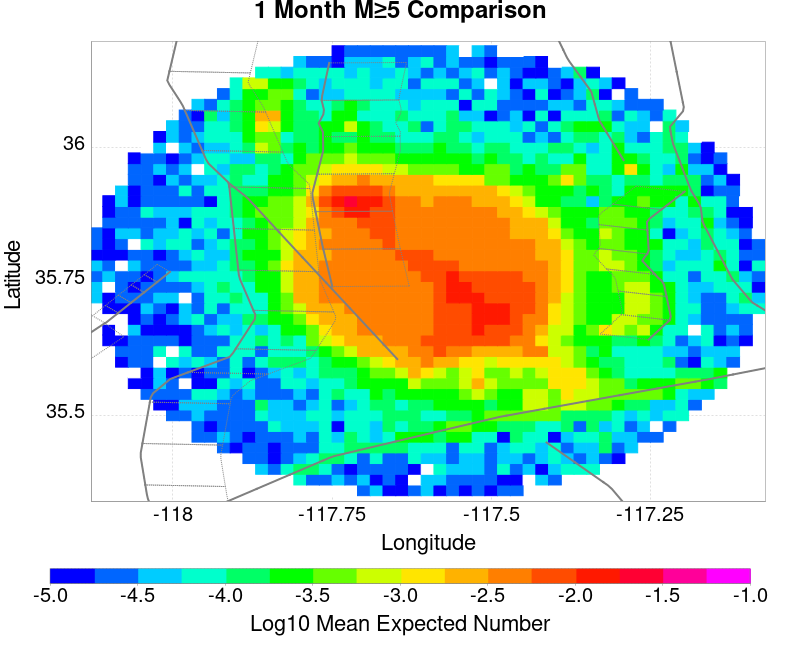 1 Month M≥5 Comparison
36
35.75
35.5
Latitude
-118 -117.75 -117.5 -117.25
Longitude
-5.0 -4.5 -4.0 -3.5 -3.0 -2.5 -2.0 -1.5 -1.0
Log10 Mean Expected Number